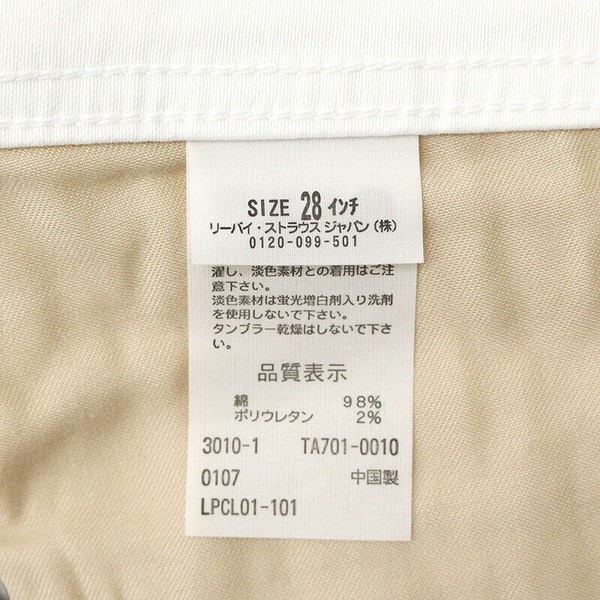 SIZE 28 インチ
リーバイ・ストラウス ジャパン(株)
0120-099-501
濯し、淡色素材との着用はご注
意下さい。
淡色素材は蛍光増白剤入り洗剤
を使用しないで下さい。
タンブラー乾燥はしないで下さ
い。
品質表示
綿 98%
ポリウレタン 2%
3010-1 TA701-0010
0107 中国製
LPCL01-101